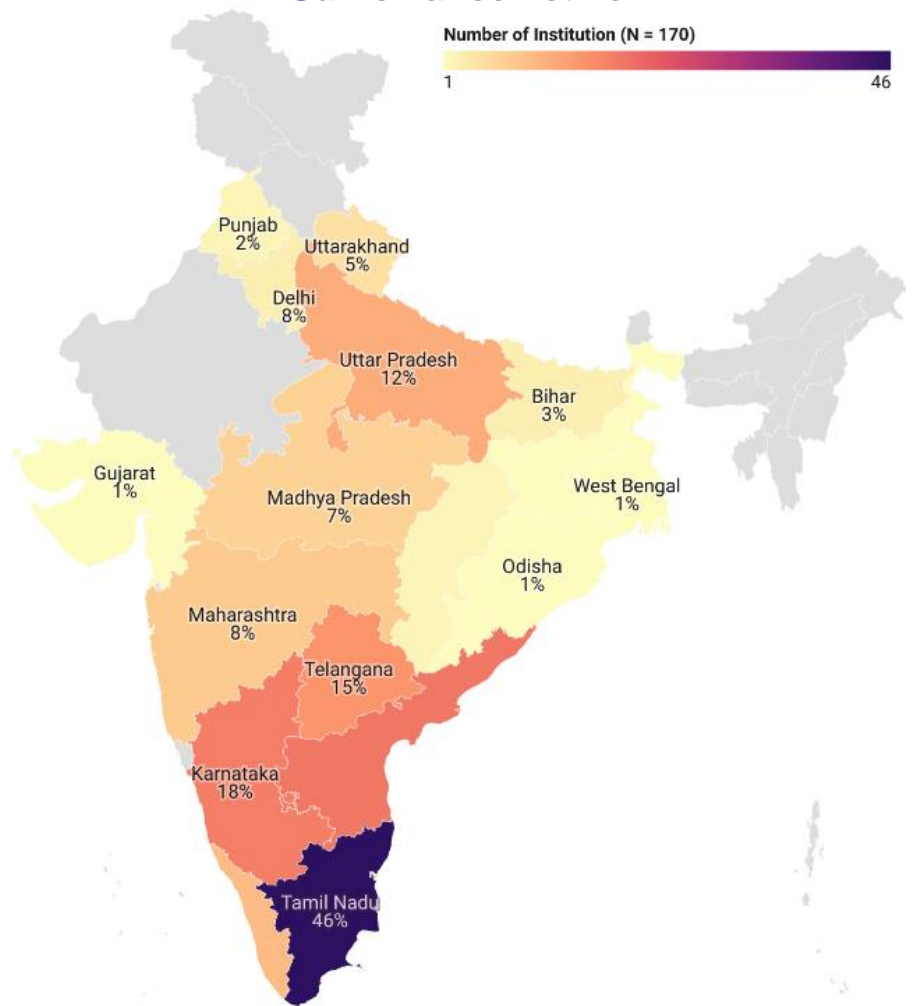 Number of Institution (N = 170)
1 46
Punjab
2%
Uttarakhand
5%
Delhi
8%
Uttar Pradesh
12%
Bihar
3%
Gujarat
1%
Madhya Pradesh
7%
West Bengal
1%
Odisha
1%
Maharashtra
8%
Telangana
15%
Karnataka
18%
Tamil Nadu
46%